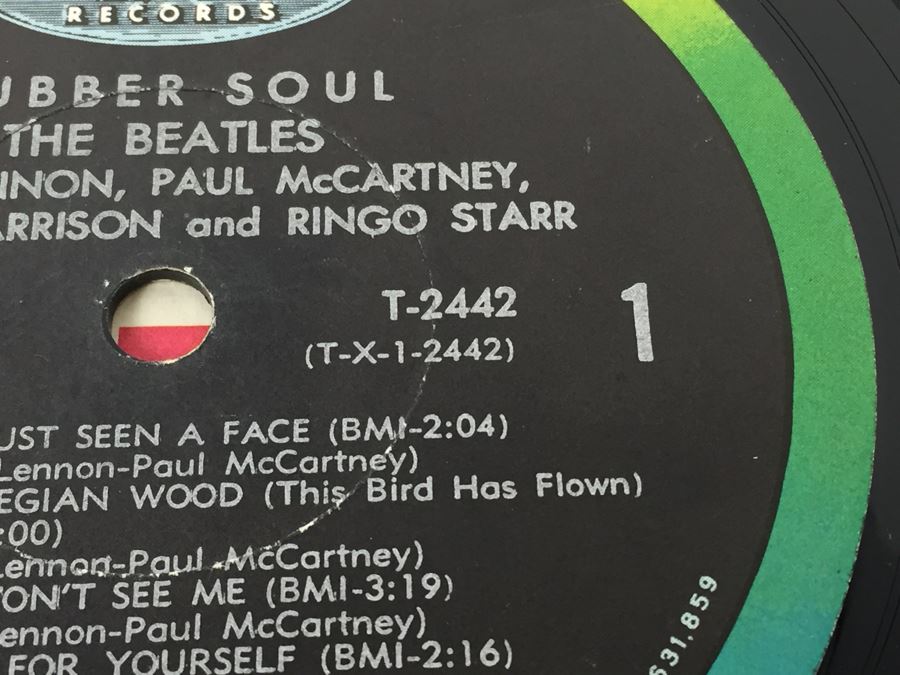 RECORDS
UBBER SOUL
THE BEATLES
NNON, PAUL McCARTNEY,
ARRISON and RINGO STARR
T-2442
1
(T-X-1-2442)
UST SEEN A FACE (BMI-2:04)
Lennon-Paul McCartney)
EGIAN WOOD (This Bird Has Flown)
:00)
Lennon-Paul McCartney)
ON'T SEE ME (BMI-3:19)
Lennon-Paul McCartney)
FOR YOURSELF (BMI-2:16)
631,859